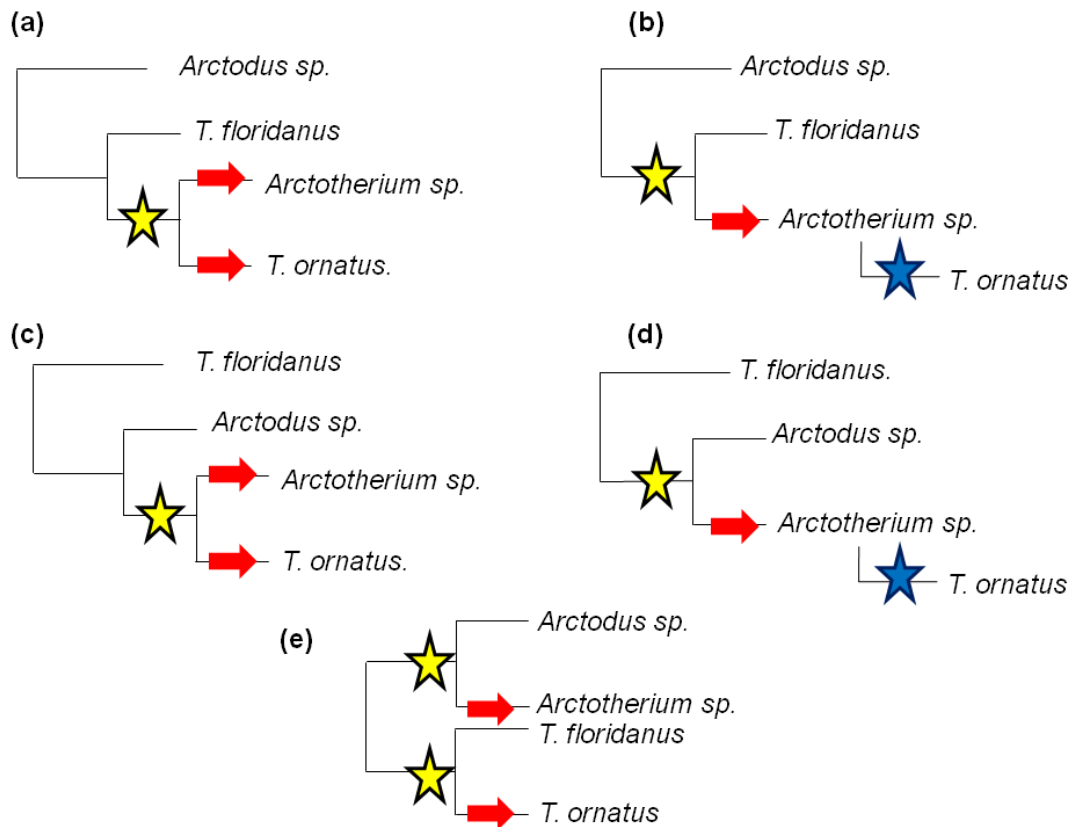 (a)
Arctodus sp.
T. floridanus
Arctotherium sp.
T. ornatus.
(b)
Arctodus sp.
T. floridanus
Arctotherium sp.
T. ornatus
(c)
T. floridanus
Arctodus sp.
Arctotherium sp.
T. ornatus.
(d)
T. floridanus.
Arctodus sp.
Arctotherium sp.
T. ornatus
(e)
Arctodus sp.
Arctotherium sp.
T. floridanus
T. ornatus